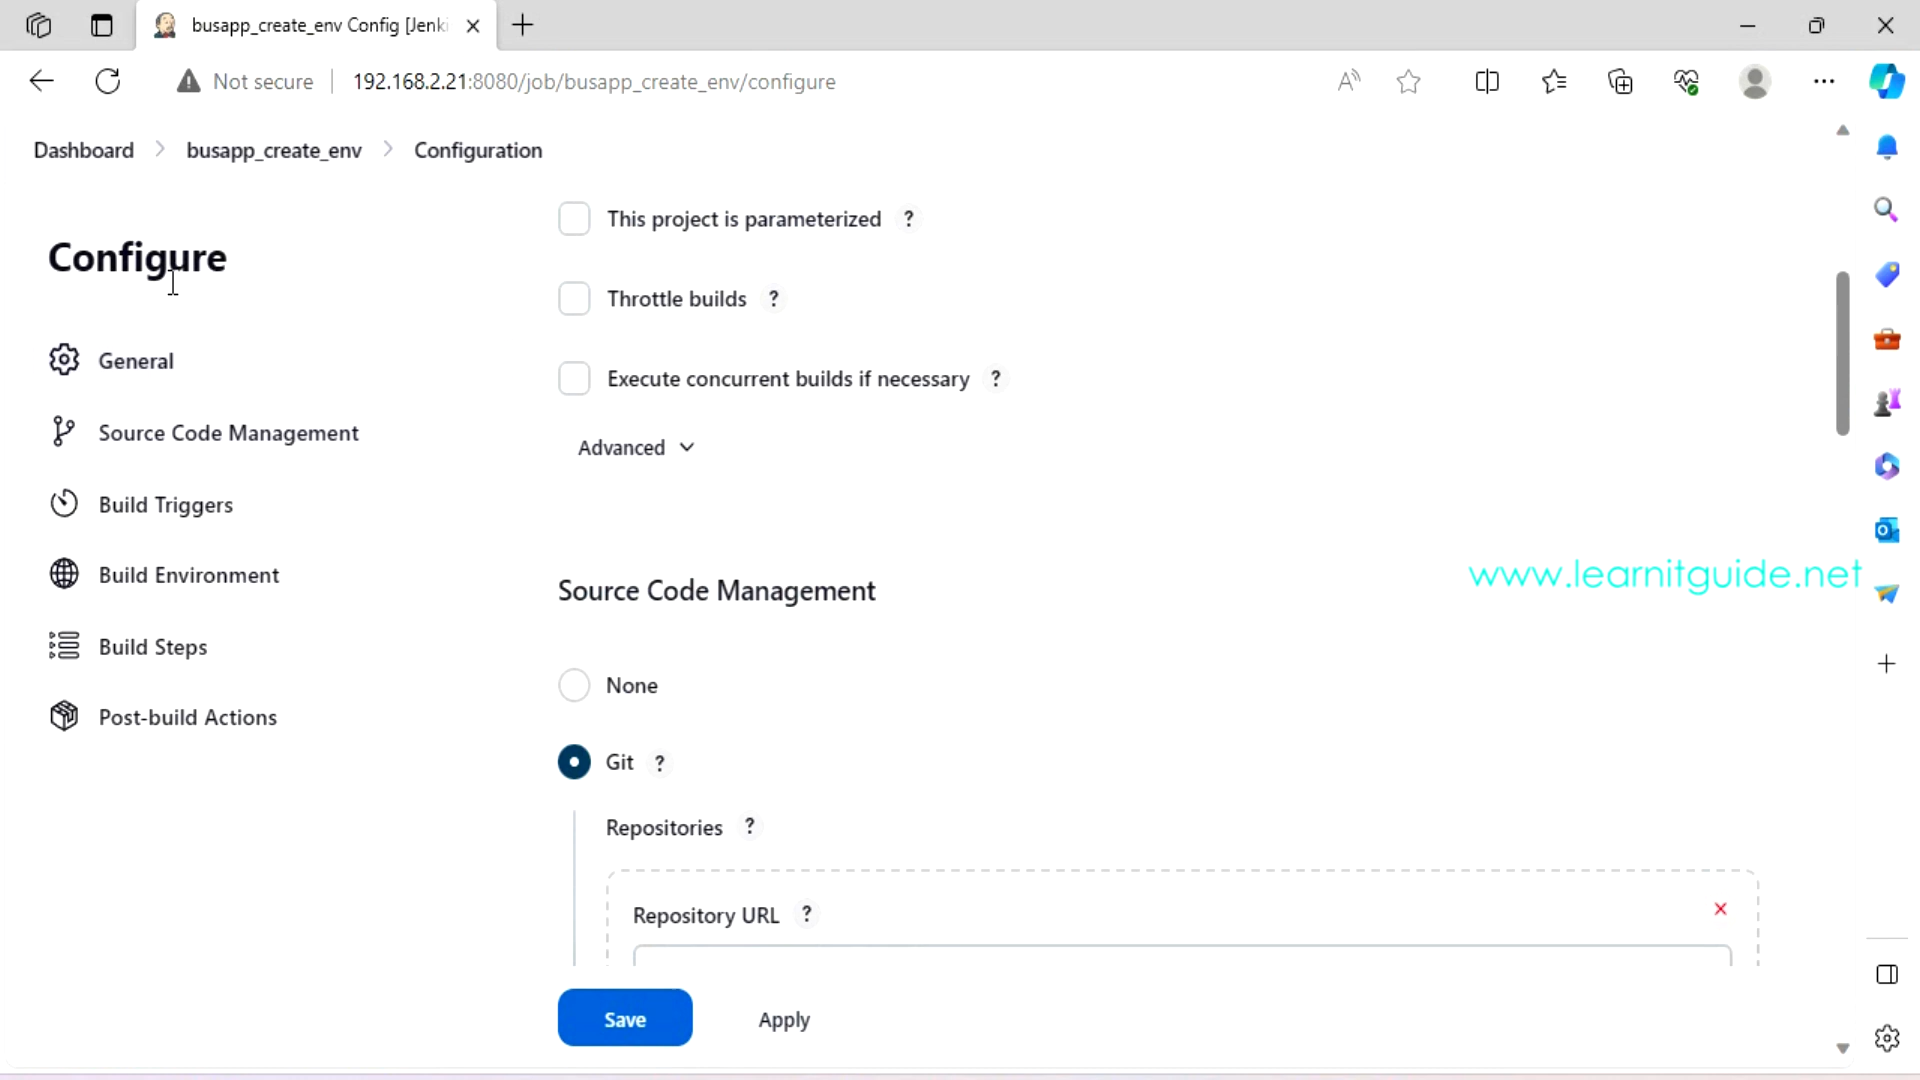 busapp_create_env Config [Jenki
Not secure
192.168.2.21:8080/job/busapp_create_env/configure
Dashboard
busapp_create_env
Configuration
This project is parameterized ?
Configure
Throttle builds ?
General
Execute concurrent builds if necessary ?
Source Code Management
Advanced
Build Triggers
Build Environment
www.learnitguide.net
Source Code Management
Build Steps
None
Post-build Actions
Git ?
Repositories ?
Repository URL ?
Save
Apply